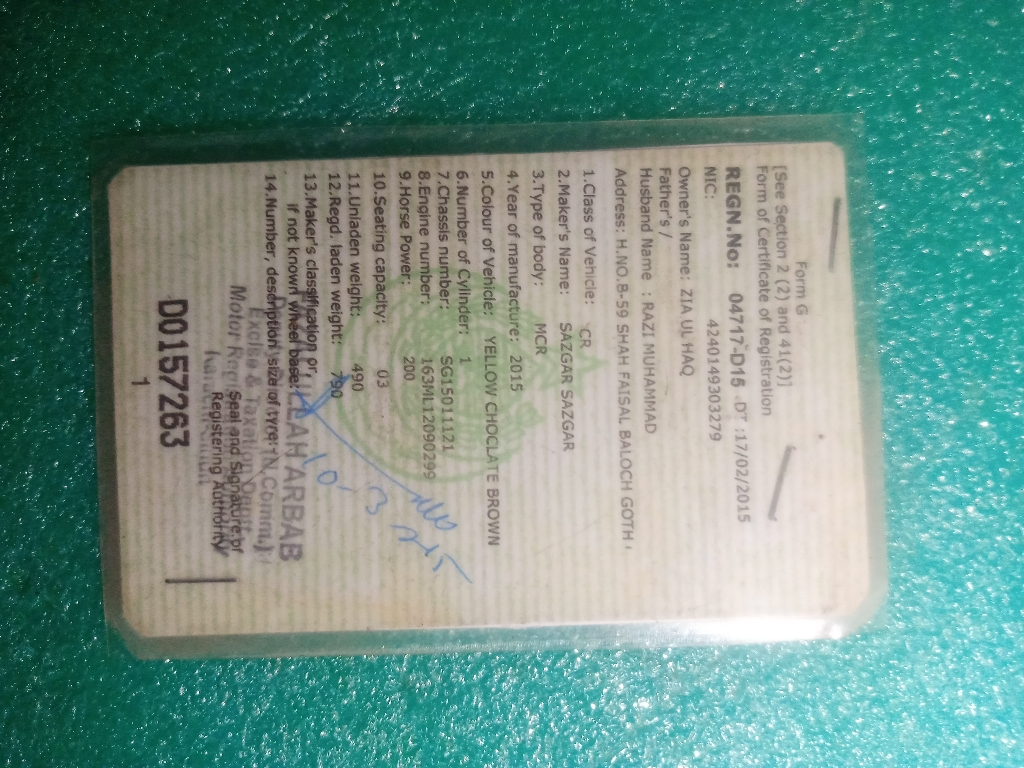 Form G
[See Section 2 (2) and 41(2)]
Form of Certificate of Registration
REGN.No: 04717-D15 DT :17/02/2015
NIC: 4240149303279
Owner's Name: ZIA UL HAQ
Father's /
Husband Name : RAZI MUHAMMAD
Address: H.NO.B-59 SHAH FAISAL BALOCH GOTH
1.Class of Vehicle: CR
2.Maker's Name: SAZGAR SAZGAR
3.Type of body: MCR
4.Year of manufacture: 2015
5.Colour of Vehicle: YELLOW CHOCLATE BROWN
6.Number of Cylinder: 1
7.Chassis number: SG15011121
8.Engine number: 163ML12090299
9.Horse Power: 200
10.Seating capacity: 03
11.Unladen weight: 490
12.Regd. laden weight: 790
13.Maker's classification or,
if not known wheel base:
14.Number, description, size of tyre:
ARBAB
Excise & Taxation
Motor
Seal and Signature of
Registering Authority
D0157263
1